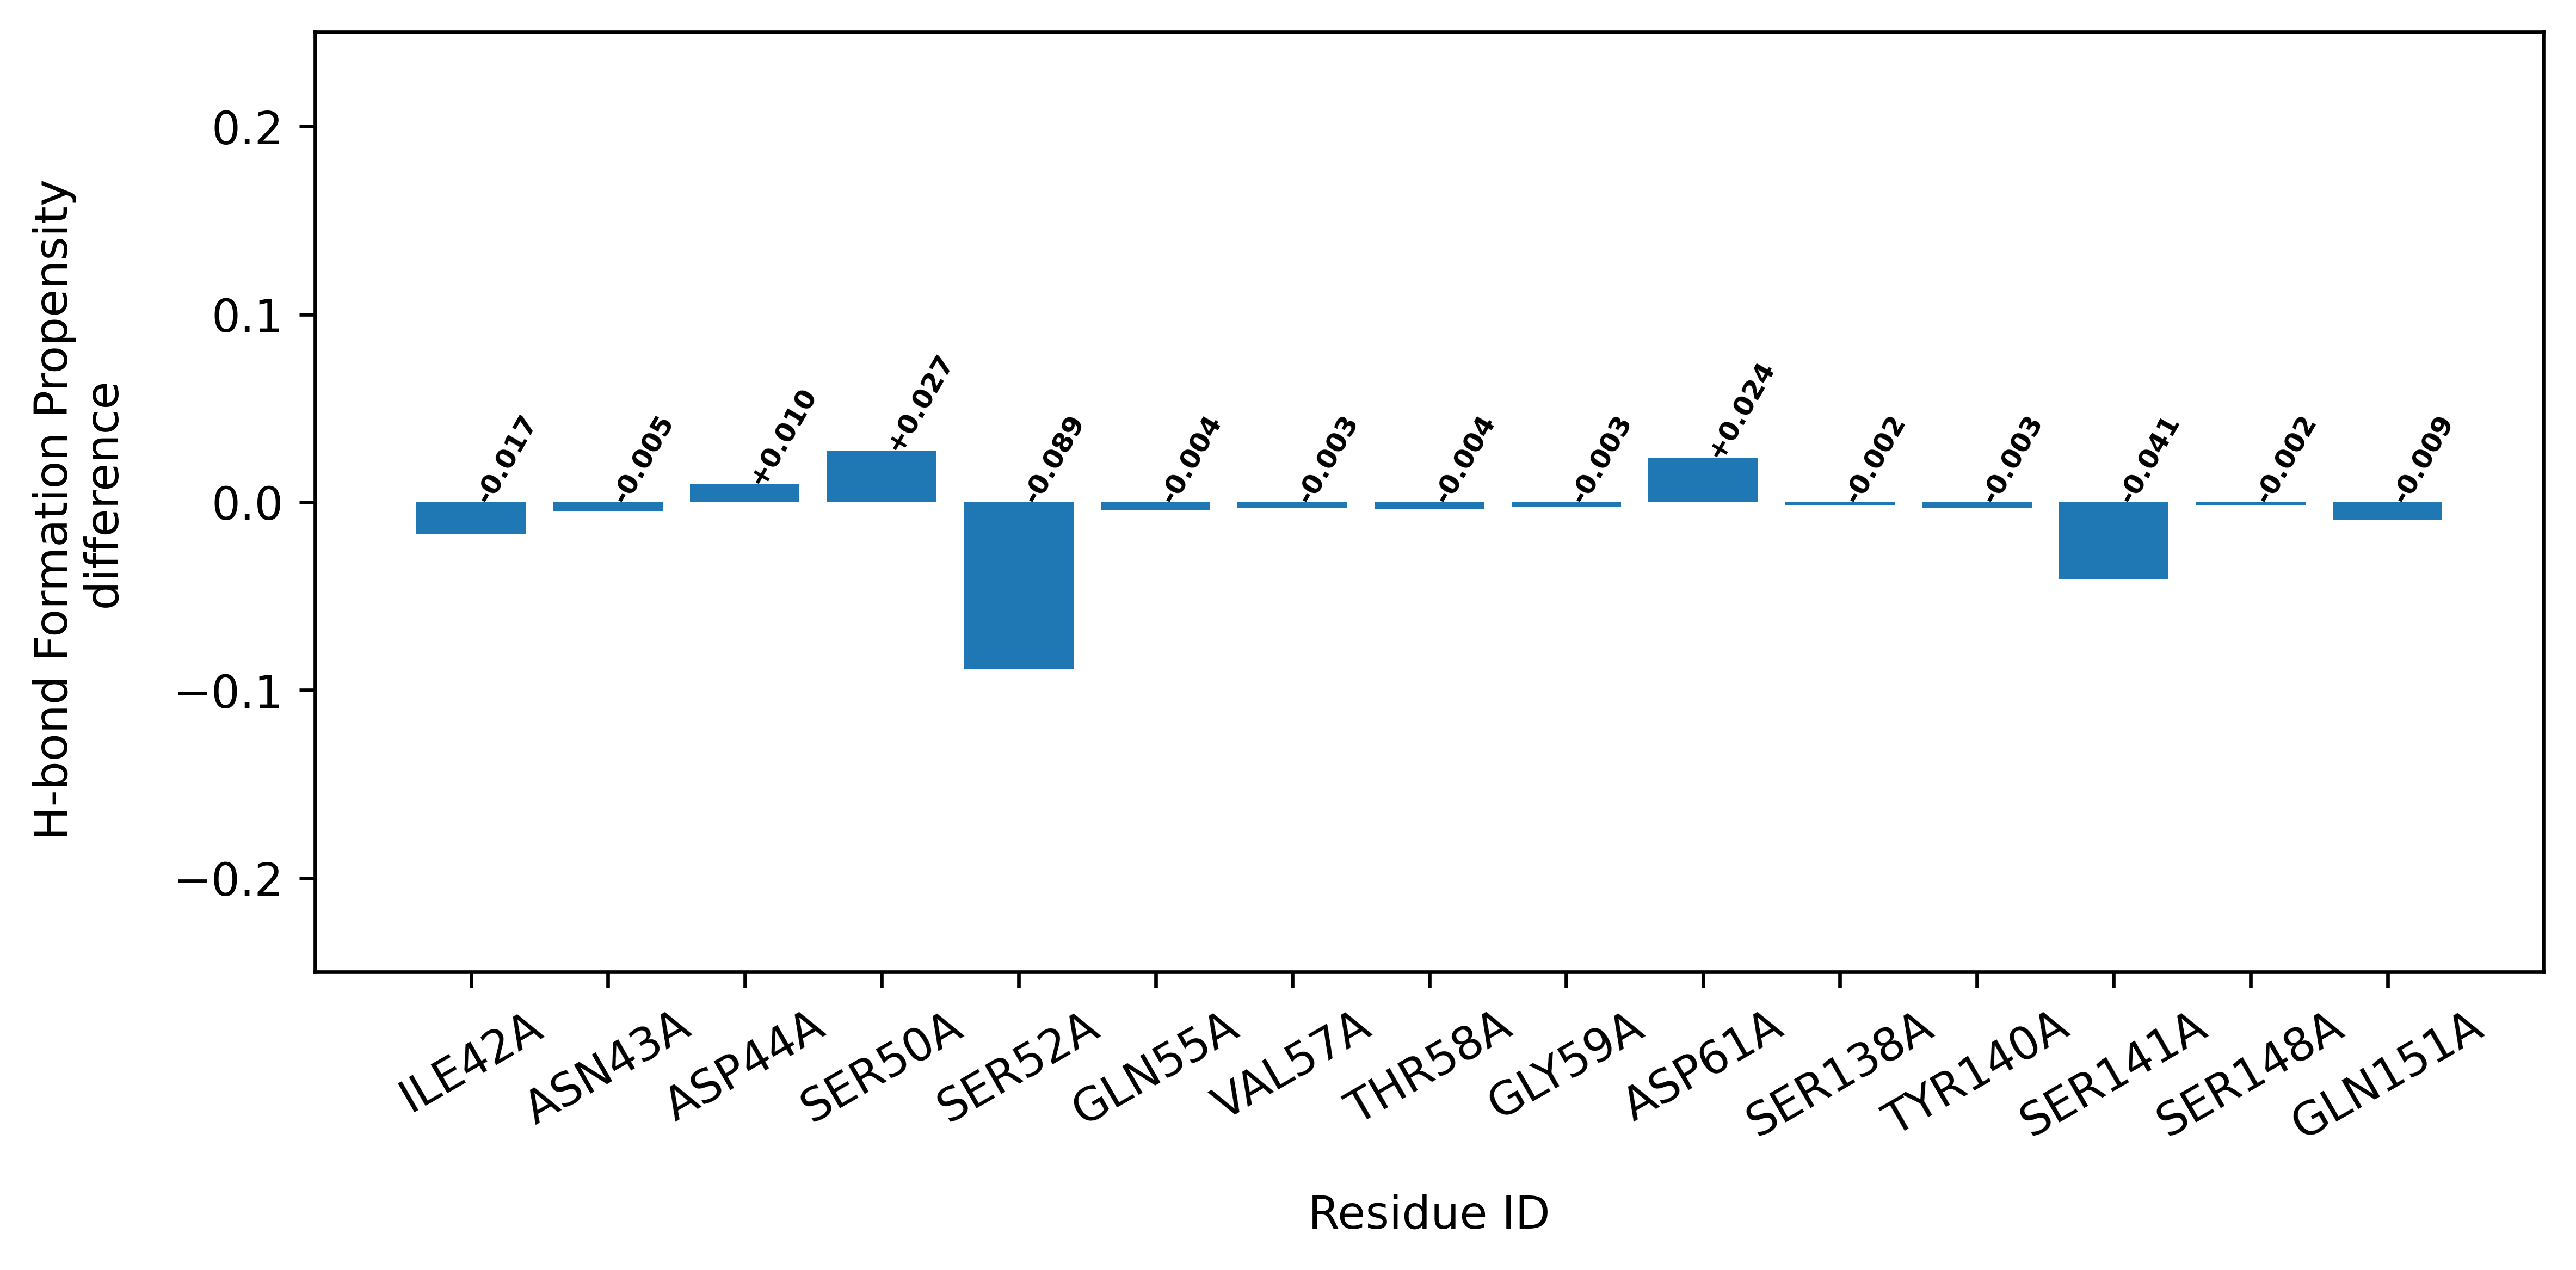 H-bond Formation Propensity
difference
0.2
0.1
0.0
−0.1
−0.2
-0.017
-0.005
+0.010
+0.027
-0.089
-0.004
-0.003
-0.004
-0.003
+0.024
-0.002
-0.003
-0.041
-0.002
-0.009
ILE42A
ASN43A
ASP44A
SER50A
SER52A
GLN55A
VAL57A
THR58A
GLY59A
ASP61A
SER138A
TYR140A
SER141A
SER148A
GLN151A
Residue ID